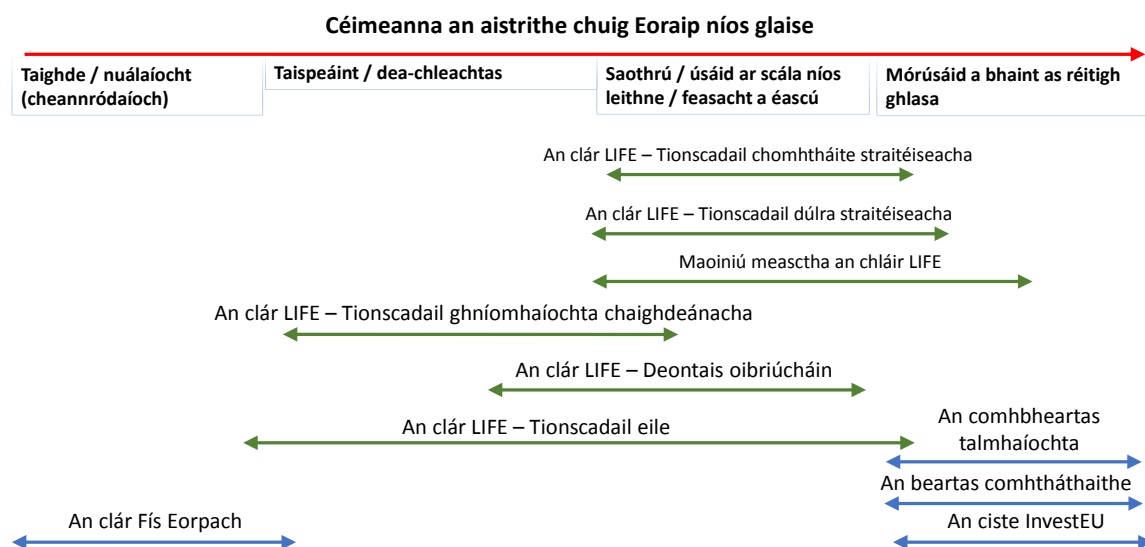 Céimeanna an aistrithe chuig Eoraip níos glaise
Taighde / nuálaíocht
(cheannródaíoch)
Taispeáint / dea-chleachtas
Saothrú / úsáid ar scála níos
leithne / feasacht a éascú
Mórúsáid a bhaint as réitigh
ghlasa
An clár LIFE – Tionscadail chomhtháite straitéiseacha
An clár LIFE – Tionscadail dúlra straitéiseacha
Maoiniú measctha an chláir LIFE
An clár LIFE – Tionscadail ghníomhaíochta chaighdeánacha
An clár LIFE – Deontais oibriúcháin
An clár LIFE – Tionscadail eile
An comhbheartas
talmhaíochta
An beartas comhtháthaithe
An clár Fís Eorpach
An ciste InvestEU